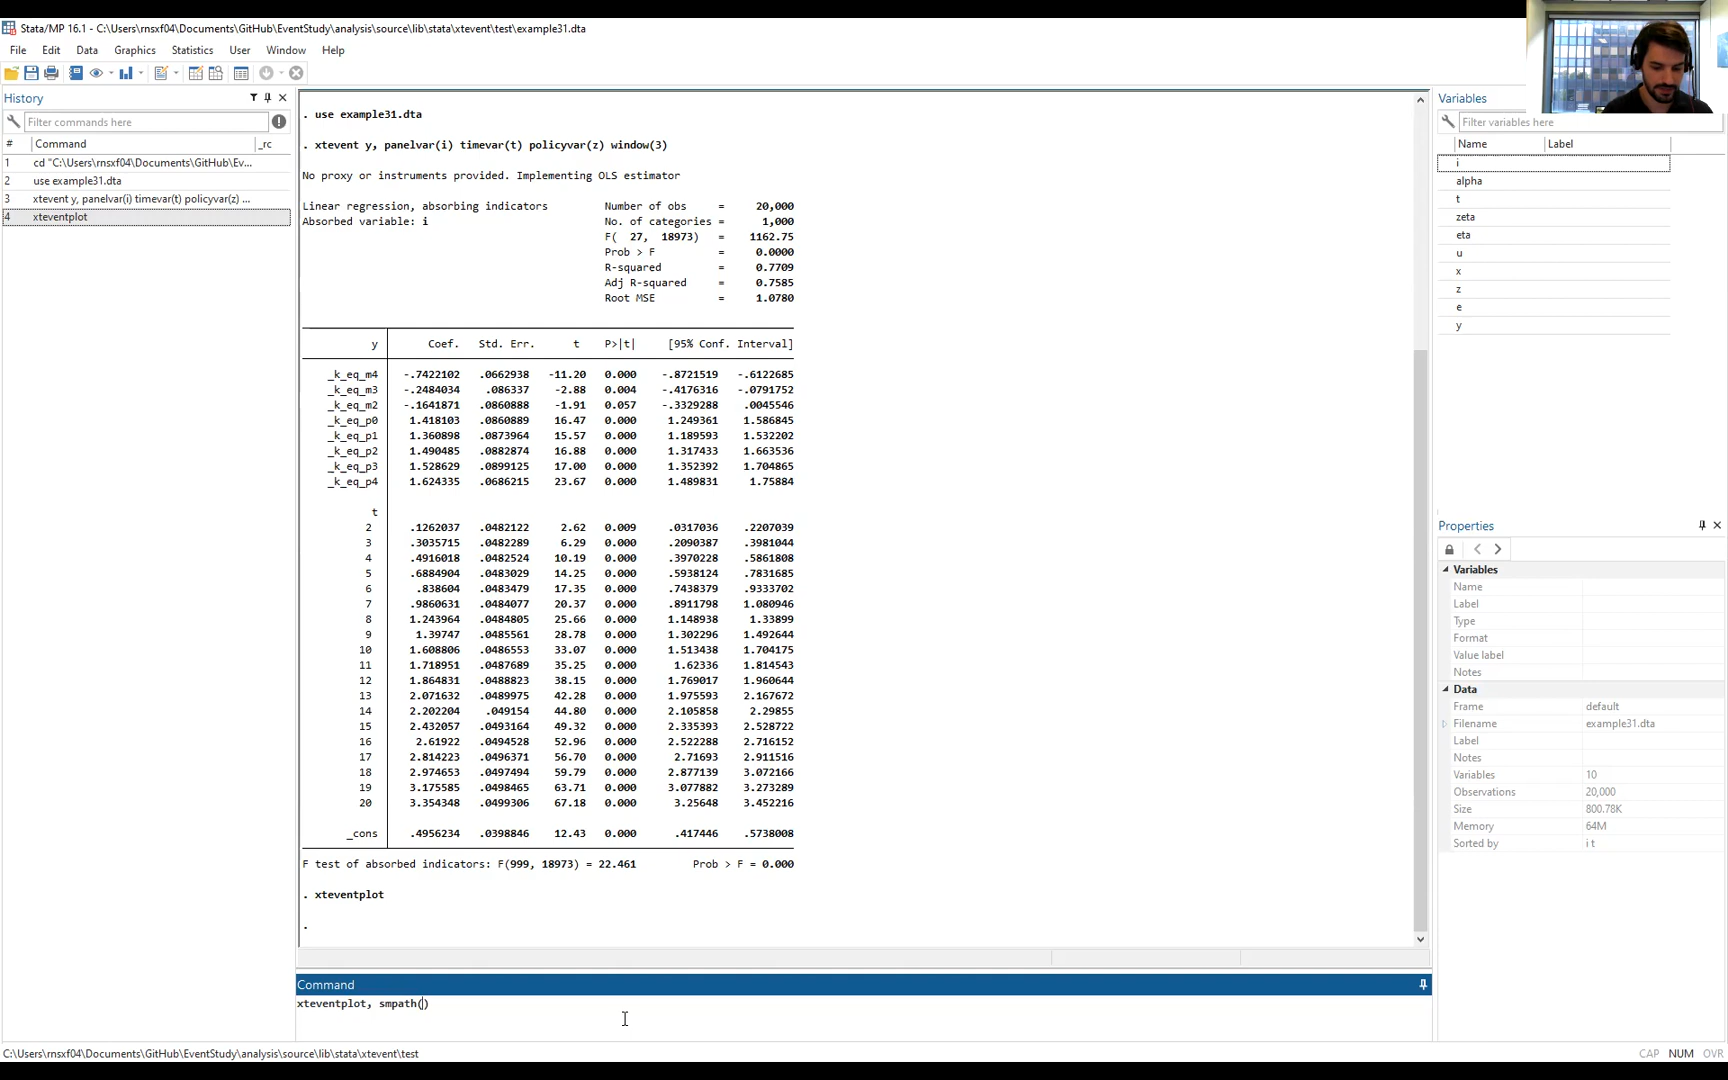 Stata/MP 16.1 - C:\Users\rnsxf04\Documents\GitHub\EventStudy\analysis\source\lib\stata\xtevent\test\example31.dta
File Edit Data Graphics Statistics User Window Help
History
Filter commands here
# Command _rc
1 cd "C:\Users\rnsxf04\Documents\GitHub\Ev...
2 use example31.dta
3 xtevent y, panelvar(i) timevar(t) policyvar(z) ...
4 xteventplot
. use example31.dta
. xtevent y, panelvar(i) timevar(t) policyvar(z) window(3)
No proxy or instruments provided. Implementing OLS estimator
Linear regression, absorbing indicators Number of obs = 20,000
Absorbed variable: i No. of categories = 1,000
F( 27, 18973) = 1162.75
Prob > F = 0.0000
R-squared = 0.7709
Adj R-squared = 0.7585
Root MSE = 1.0780
y Coef. Std. Err. t P>|t| [95% Conf. Interval]
_k_eq_m4 -.7422102 .0662938 -11.20 0.000 -.8721519 -.6122685
_k_eq_m3 -.2484034 .086337 -2.88 0.004 -.4176316 -.0791752
_k_eq_m2 -.1641871 .0860888 -1.91 0.057 -.3329288 .0045546
_k_eq_p0 1.418103 .0860889 16.47 0.000 1.249361 1.586845
_k_eq_p1 1.360898 .0873964 15.57 0.000 1.189593 1.532202
_k_eq_p2 1.490485 .0882874 16.88 0.000 1.317433 1.663536
_k_eq_p3 1.528629 .0899125 17.00 0.000 1.352392 1.704865
_k_eq_p4 1.624335 .0686215 23.67 0.000 1.489831 1.75884
t
2 .1262037 .0482122 2.62 0.009 .0317036 .2207039
3 .3035715 .0482289 6.29 0.000 .2090387 .3981044
4 .4916018 .0482524 10.19 0.000 .3970228 .5861808
5 .6884904 .0483029 14.25 0.000 .5938124 .7831685
6 .838604 .0483479 17.35 0.000 .7438379 .9333702
7 .9860631 .0484077 20.37 0.000 .8911798 1.080946
8 1.243964 .0484805 25.66 0.000 1.148938 1.33899
9 1.39747 .0485561 28.78 0.000 1.302296 1.492644
10 1.608806 .0486553 33.07 0.000 1.513438 1.704175
11 1.718951 .0487689 35.25 0.000 1.62336 1.814543
12 1.864831 .0488823 38.15 0.000 1.769017 1.960644
13 2.071632 .0489975 42.28 0.000 1.975593 2.167672
14 2.202204 .049154 44.80 0.000 2.105858 2.29855
15 2.432057 .0493164 49.32 0.000 2.335393 2.528722
16 2.61922 .0494528 52.96 0.000 2.522288 2.716152
17 2.814223 .0496371 56.70 0.000 2.71693 2.911516
18 2.974653 .0497494 59.79 0.000 2.877139 3.072166
19 3.175585 .0498465 63.71 0.000 3.077882 3.273289
20 3.354348 .0499306 67.18 0.000 3.25648 3.452216
_cons .4956234 .0398846 12.43 0.000 .417446 .5738008
F test of absorbed indicators: F(999, 18973) = 22.461 Prob > F = 0.000
. xteventplot
.
Command
xteventplot, smpath()
Variables
Filter variables here
Name Label
i
alpha
t
zeta
eta
u
x
z
e
y
Properties
Variables
Name
Label
Type
Format
Value label
Notes
Data
Frame default
Filename example31.dta
Label
Notes
Variables 10
Observations 20,000
Size 800.78K
Memory 64M
Sorted by i t
C:\Users\rnsxf04\Documents\GitHub\EventStudy\analysis\source\lib\stata\xtevent\test
CAP NUM OVR